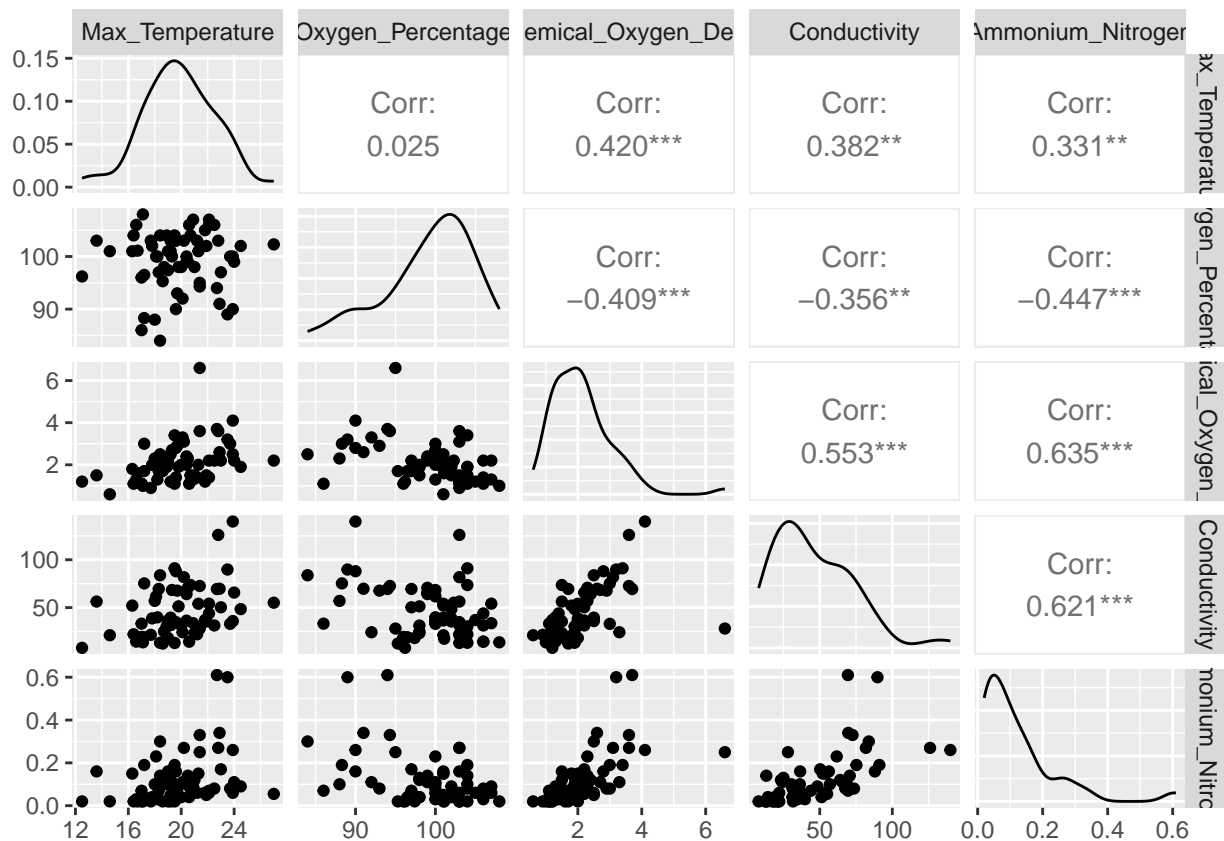 Max_Temperature Oxygen_Percentage emical_Oxygen_De Conductivity Ammonium_Nitrogen
0.15
0.10
0.05
0.00
Corr:
0.025
Corr:
0.420***
Corr:
0.382**
Corr:
0.331**
ax_Temperatu
100
90
Corr:
−0.409***
Corr:
−0.356**
Corr:
−0.447***
ygen_Percenta
6
4
2
Corr:
0.553***
Corr:
0.635***
ical_Oxygen_
100
50
Corr:
0.621***
Conductivity
0.6
0.4
0.2
0.0
monium_Nitro
12 16 20 24 90 100 2 4 6 50 100 0.0 0.2 0.4 0.6